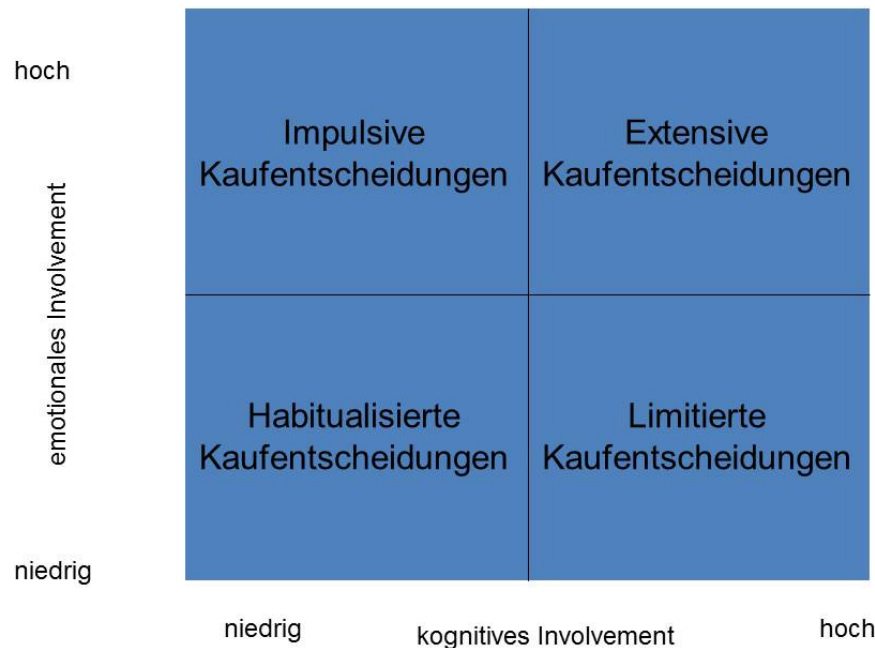 hoch
Impulsive
Kaufentscheidungen
Extensive
Kaufentscheidungen
emotionales Involvement
Habitualisierte
Kaufentscheidungen
Limitierte
Kaufentscheidungen
niedrig
niedrig
kognitives Involvement
hoch